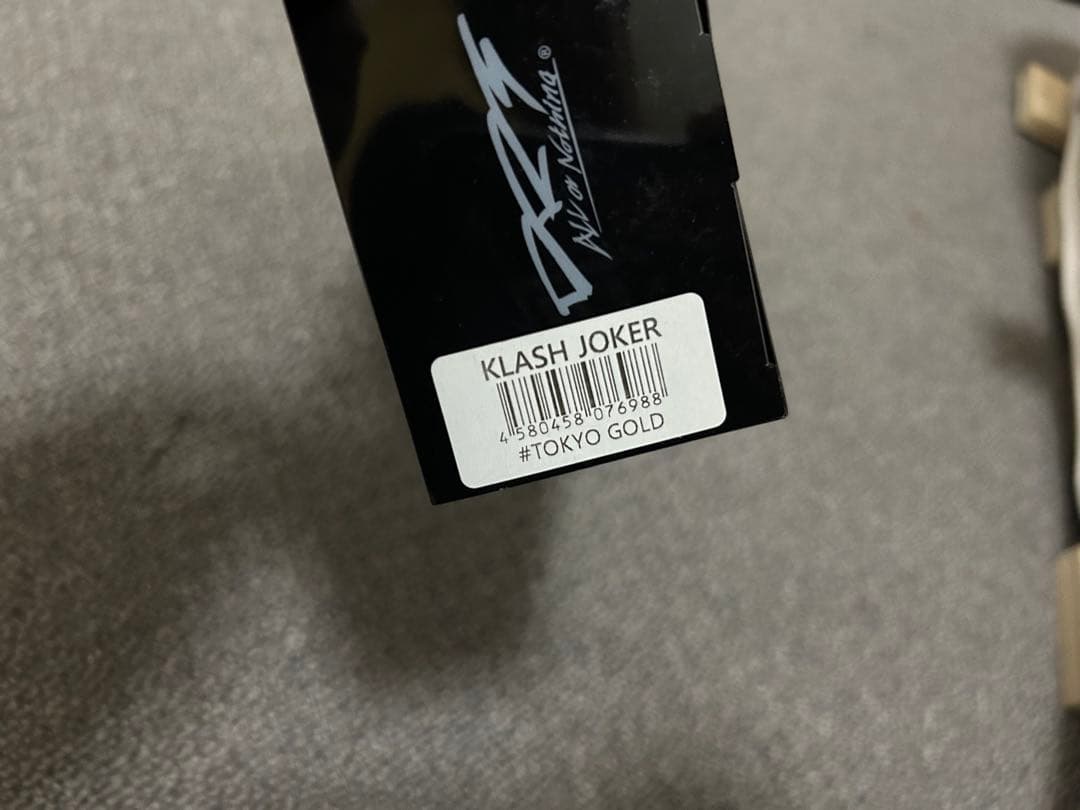 All or Nothing ®
KLASH JOKER
4 580458 076988
#TOKYO GOLD